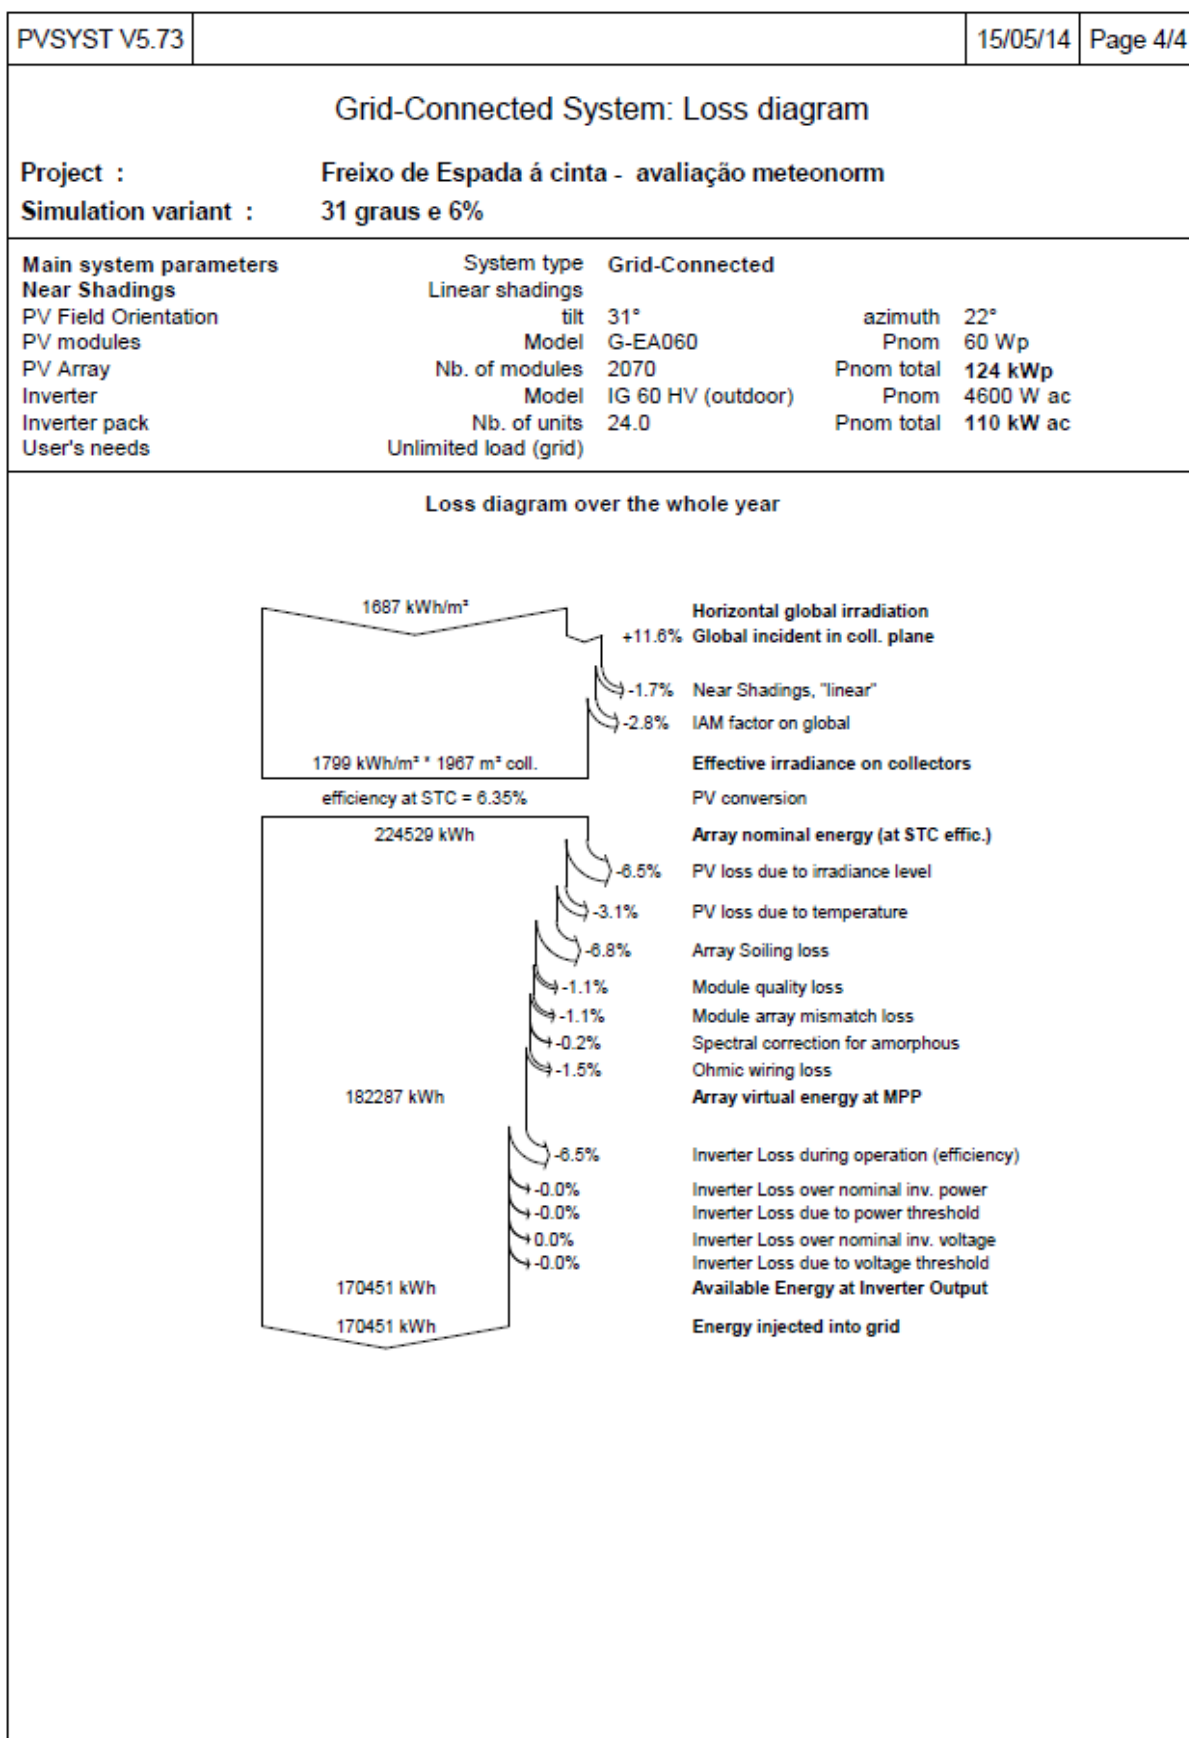 PVSYST V5.73 15/05/14 Page 4/4
Grid-Connected System: Loss diagram
Project : Freixo de Espada á cinta - avaliação meteonorm
Simulation variant : 31 graus e 6%
Main system parameters System type Grid-Connected
Near Shadings Linear shadings
PV Field Orientation tilt 31° azimuth 22°
PV modules Model G-EA060 Pnom 60 Wp
PV Array Nb. of modules 2070 Pnom total 124 kWp
Inverter Model IG 60 HV (outdoor) Pnom 4600 W ac
Inverter pack Nb. of units 24.0 Pnom total 110 kW ac
User's needs Unlimited load (grid)
Loss diagram over the whole year
1687 kWh/m² Horizontal global irradiation
+11.6% Global incident in coll. plane
-1.7% Near Shadings, "linear"
-2.8% IAM factor on global
1799 kWh/m² * 1967 m² coll. Effective irradiance on collectors
efficiency at STC = 6.35% PV conversion
224529 kWh Array nominal energy (at STC effic.)
-6.5% PV loss due to irradiance level
-3.1% PV loss due to temperature
-6.8% Array Soiling loss
-1.1% Module quality loss
-1.1% Module array mismatch loss
-0.2% Spectral correction for amorphous
-1.5% Ohmic wiring loss
182287 kWh Array virtual energy at MPP
-6.5% Inverter Loss during operation (efficiency)
-0.0% Inverter Loss over nominal inv. power
-0.0% Inverter Loss due to power threshold
0.0% Inverter Loss over nominal inv. voltage
-0.0% Inverter Loss due to voltage threshold
170451 kWh Available Energy at Inverter Output
170451 kWh Energy injected into grid